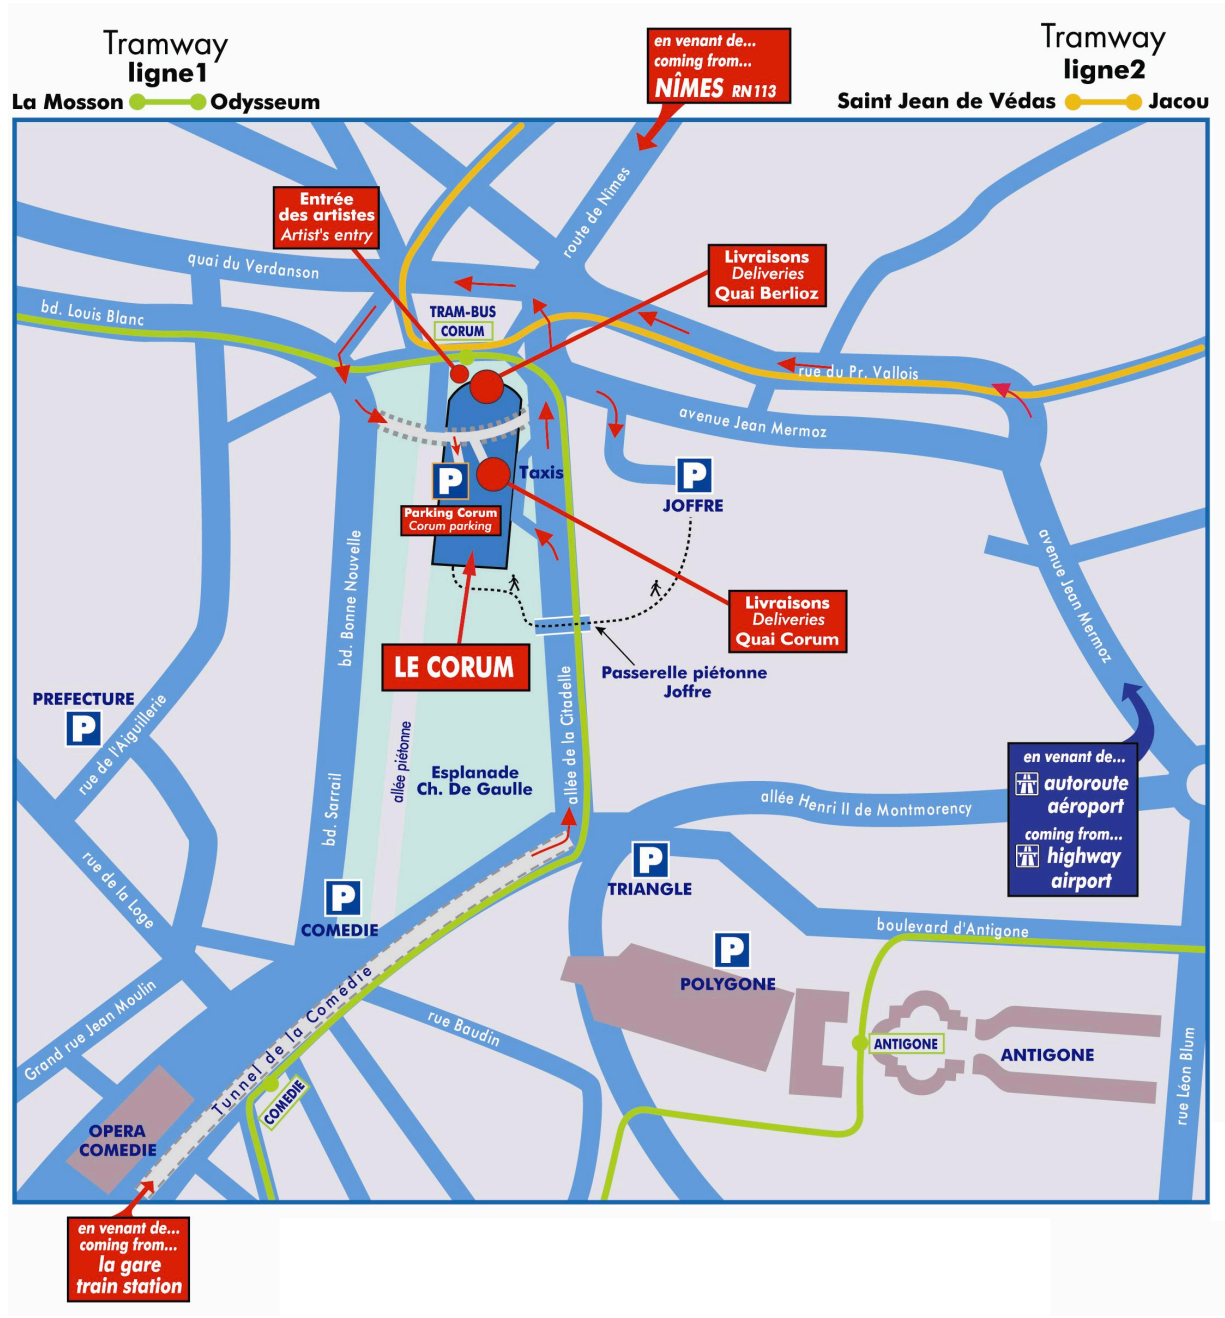 Tramway
ligne1
La Mosson
Odysseum
en venant de...
coming from...
NÎMES RN113
Tramway
ligne2
Saint Jean de Védas
Jacou
Entrée
des artistes
Artist's entry
route de Nîmes
quai du Verdanson
Livraisons
Deliveries
Quai Berlioz
bd. Louis Blanc
TRAM-BUS
CORUM
rue du Pr. Vallois
avenue Jean Mermoz
Taxis
P
P
JOFFRE
Parking Corum
Corum parking
bd. Bonne Nouvelle
avenue Jean Mermoz
Livraisons
Deliveries
Quai Corum
LE CORUM
Passerelle piétonne
Joffre
PREFECTURE
P
rue de l'Aiguillerie
allée piétonne
allée de la Citadelle
Esplanade
Ch. De Gaulle
bd. Sarrail
en venant de...
autoroute
aéroport
coming from...
highway
airport
allée Henri II de Montmorency
P
TRIANGLE
rue de la Loge
P
COMEDIE
boulevard d'Antigone
P
POLYGONE
Tunnel de la Comédie
Grand rue Jean Moulin
rue Baudin
ANTIGONE
ANTIGONE
rue Léon Blum
COMEDIE
OPERA
COMEDIE
en venant de...
coming from...
la gare
train station